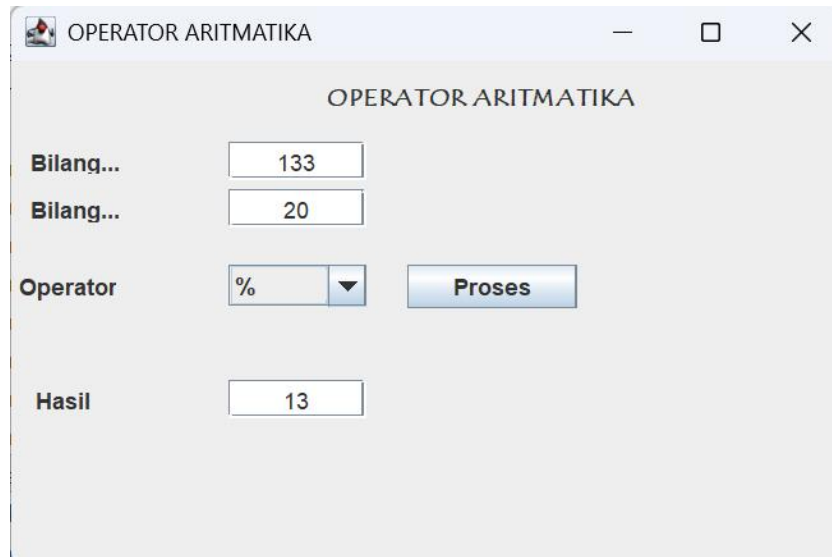 OPERATOR ARITMATIKA
OPERATOR ARITMATIKA
Bilang... 133
Bilang... 20
Operator % Proses
Hasil 13